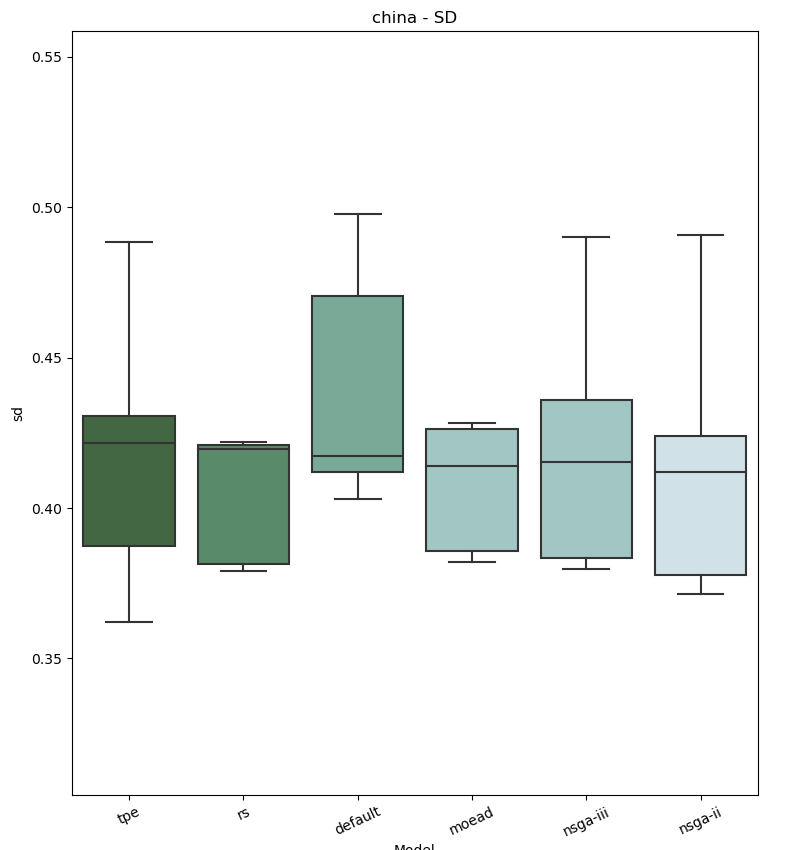 china - SD
0.55
0.50
0.45
0.40
0.35
sd
tpe
rs
default
moead
nsga-iii
nsga-ii
Model